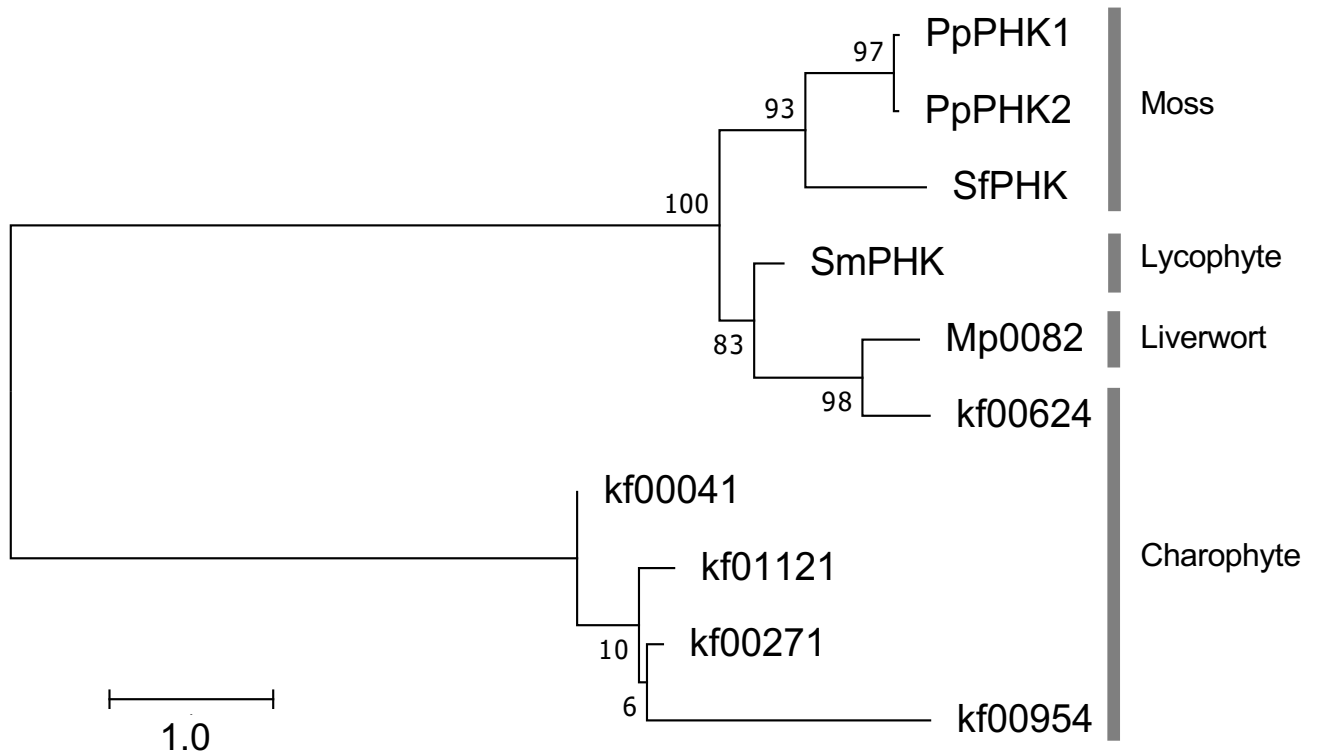 PpPHK1
97
PpPHK2
Moss
93
SfPHK
100
SmPHK
Lycophyte
Mp0082
Liverwort
83
98
kf00624
kf00041
kf01121
Charophyte
kf00271
10
6
kf00954
1.0